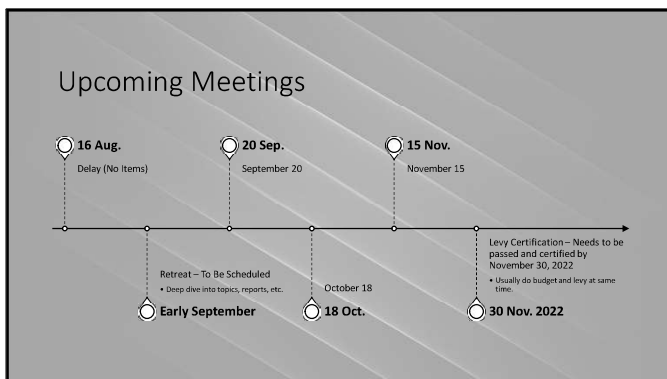 Upcoming Meetings
16 Aug.
Delay (No Items)
20 Sep.
September 20
15 Nov.
November 15
Retreat – To Be Scheduled
• Deep dive into topics, reports, etc.
Early September
October 18
18 Oct.
Levy Certification – Needs to be
passed and certified by
November 30, 2022
• Usually do budget and levy at same
time.
30 Nov. 2022